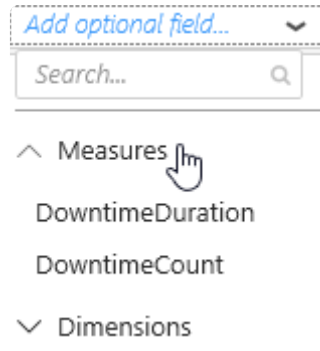 Add optional field...
Search...
Measures
DowntimeDuration
DowntimeCount
Dimensions